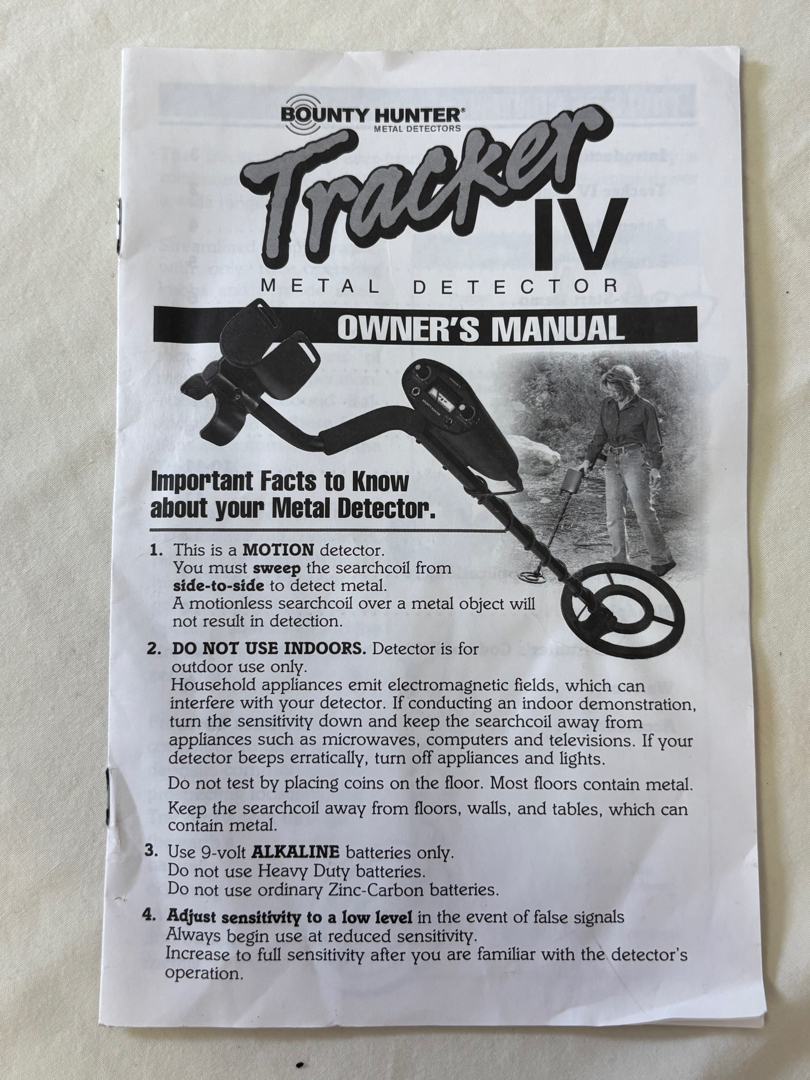 BOUNTY HUNTER®
METAL DETECTORS
Tracker
IV
METAL DETECTOR
OWNER'S MANUAL
Important Facts to Know
about your Metal Detector.
1. This is a MOTION detector.
You must sweep the searchcoil from
side-to-side to detect metal.
A motionless searchcoil over a metal object will
not result in detection.
2. DO NOT USE INDOORS. Detector is for
outdoor use only.
Household appliances emit electromagnetic fields, which can
interfere with your detector. If conducting an indoor demonstration,
turn the sensitivity down and keep the searchcoil away from
appliances such as microwaves, computers and televisions. If your
detector beeps erratically, turn off appliances and lights.
Do not test by placing coins on the floor. Most floors contain metal.
Keep the searchcoil away from floors, walls, and tables, which can
contain metal.
3. Use 9-volt ALKALINE batteries only.
Do not use Heavy Duty batteries.
Do not use ordinary Zinc-Carbon batteries.
4. Adjust sensitivity to a low level in the event of false signals
Always begin use at reduced sensitivity.
Increase to full sensitivity after you are familiar with the detector's
operation.